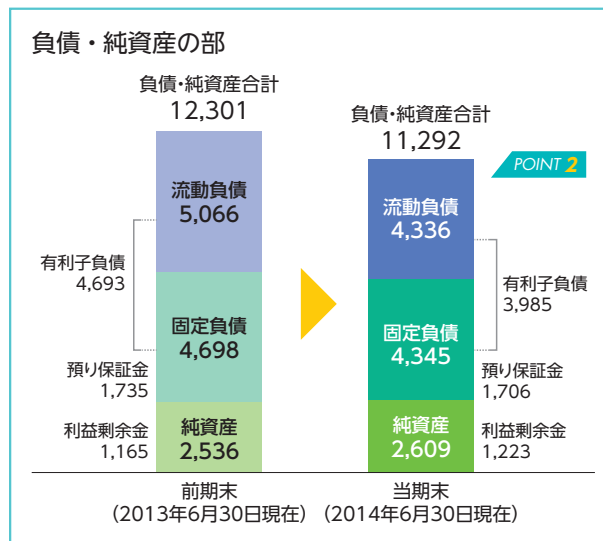 負債・純資産の部
負債・純資産合計
12,301
流動負債
5,066
有利子負債
4,693
固定負債
4,698
預り保証金
1,735
利益剰余金
1,165
純資産
2,536
前期末
（2013年6月30日現在）
負債・純資産合計
11,292
POINT 2
流動負債
4,336
有利子負債
3,985
固定負債
4,345
預り保証金
1,706
純資産
2,609
利益剰余金
1,223
当期末
（2014年6月30日現在）